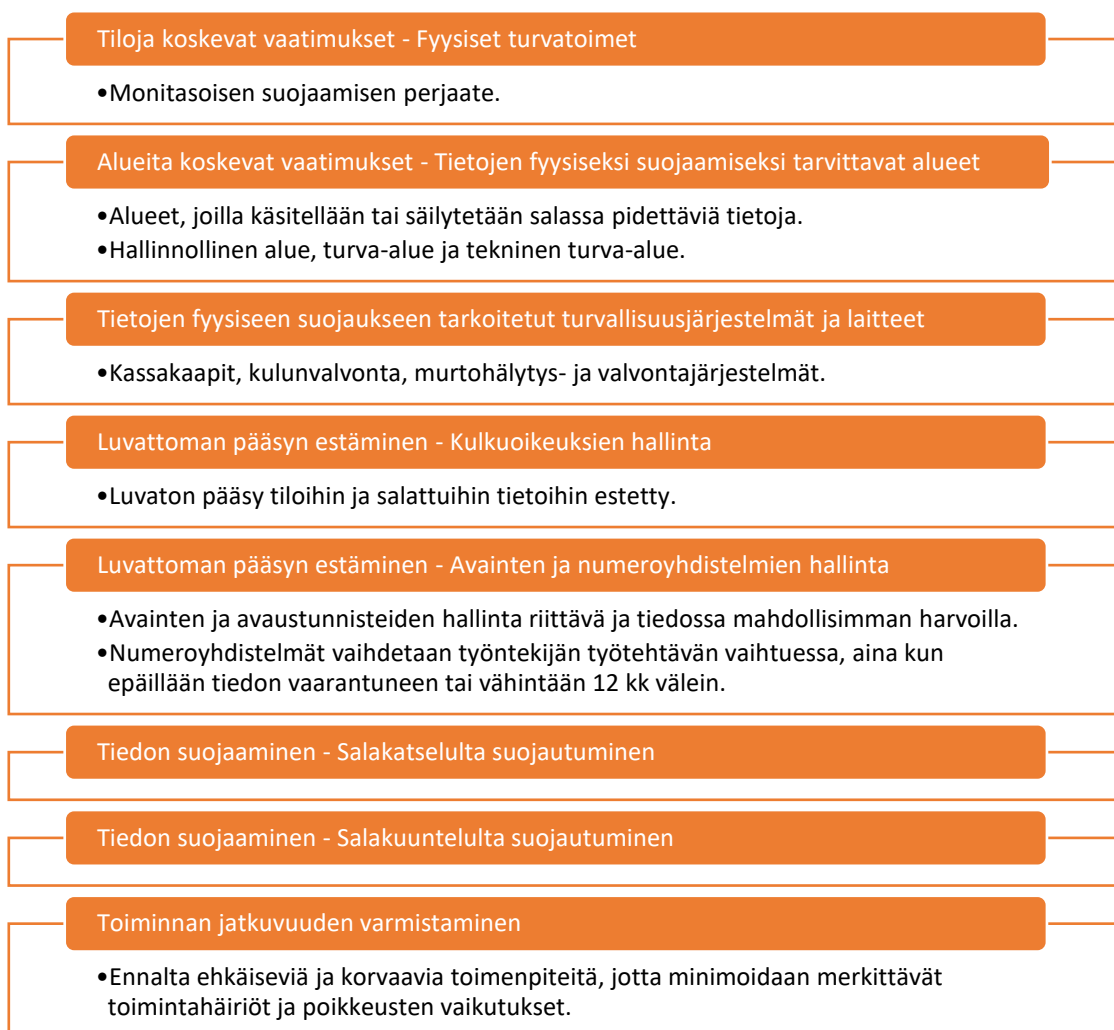 Tiloja koskevat vaatimukset - Fyysiset turvatoimet
•Monitasoisen suojaamisen perjaate.
Alueita koskevat vaatimukset - Tietojen fyysiseksi suojaamiseksi tarvittavat alueet
•Alueet, joilla käsitellään tai säilytetään salassa pidettäviä tietoja.
•Hallinnollinen alue, turva-alue ja tekninen turva-alue.
Tietojen fyysiseen suojaukseen tarkoitetut turvallisuusjärjestelmät ja laitteet
•Kassakaapit, kulunvalvonta, murtohälytys- ja valvontajärjestelmät.
Luvattoman pääsyn estäminen - Kulkuoikeuksien hallinta
•Luvaton pääsy tiloihin ja salattuihin tietoihin estetty.
Luvattoman pääsyn estäminen - Avainten ja numeroyhdistelmien hallinta
•Avainten ja avaustunnisteiden hallinta riittävä ja tiedossa mahdollisimman harvoilla.
•Numeroyhdistelmät vaihdetaan työntekijän työtehtävän vaihtuessa, aina kun
epäillään tiedon vaarantuneen tai vähintään 12 kk välein.
Tiedon suojaaminen - Salakatselulta suojautuminen
Tiedon suojaaminen - Salakuuntelulta suojautuminen
Toiminnan jatkuvuuden varmistaminen
•Ennalta ehkäiseviä ja korvaavia toimenpiteitä, jotta minimoidaan merkittävät
toimintahäiriöt ja poikkeusten vaikutukset.